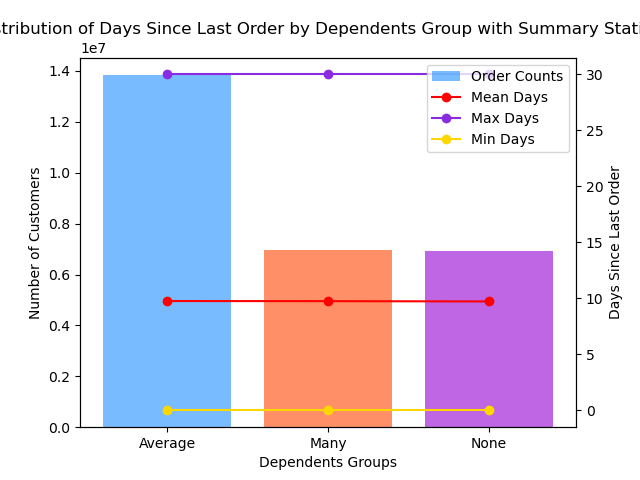 stribution of Days Since Last Order by Dependents Group with Summary Stati
1e7
1.4
1.2
1.0
0.8
0.6
0.4
0.2
0.0
Number of Customers
Average
Many
None
Dependents Groups
30
25
20
15
10
5
0
Days Since Last Order
Order Counts
Mean Days
Max Days
Min Days